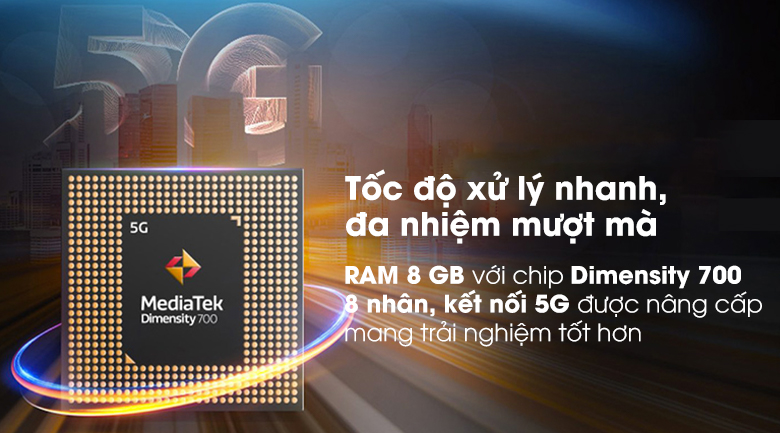 5G
Tốc độ xử lý nhanh,
đa nhiệm mượt mà
5G
MediaTek
Dimensity 700
RAM 8 GB với chip Dimensity 700
8 nhân, kết nối 5G được nâng cấp
mang trải nghiệm tốt hơn